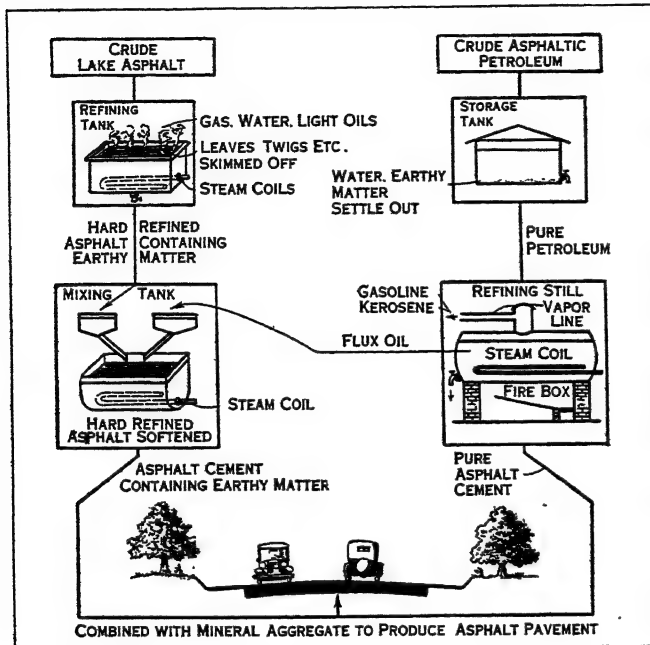 CRUDE
LAKE ASPHALT
CRUDE ASPHALTIC
PETROLEUM
REFINING
TANK
GAS, WATER, LIGHT OILS
LEAVES TWIGS ETC.
SKIMMED OFF
STEAM COILS
STORAGE
TANK
WATER, EARTHY
MATTER
SETTLE OUT
HARD REFINED
ASPHALT CONTAINING
EARTHY MATTER
PURE
PETROLEUM
MIXING TANK
STEAM COIL
HARD REFINED
ASPHALT SOFTENED
FLUX OIL
GASOLINE
KEROSENE
REFINING STILL
VAPOR
LINE
STEAM COIL
FIRE BOX
ASPHALT CEMENT
CONTAINING EARTHY MATTER
PURE
ASPHALT
CEMENT
COMBINED WITH MINERAL AGGREGATE TO PRODUCE ASPHALT PAVEMENT